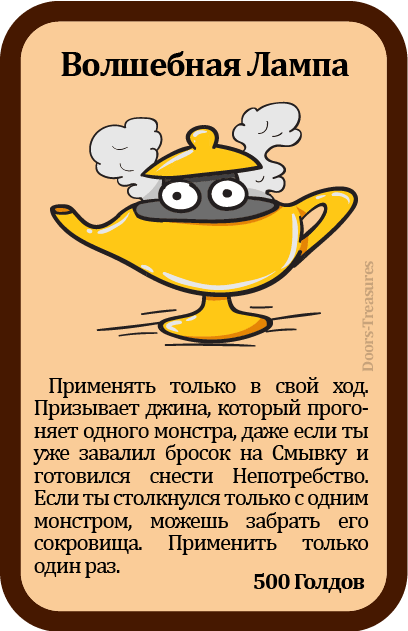 Волшебная Лампа
Doors-Treasures
Применять только в свой ход.
Призывает джина, который прого-
няет одного монстра, даже если ты
уже завалил бросок на Смывку и
готовился снести Непотребство.
Если ты столкнулся только с одним
монстром, можешь забрать его
сокровища. Применить только
один раз.
500 Голдов